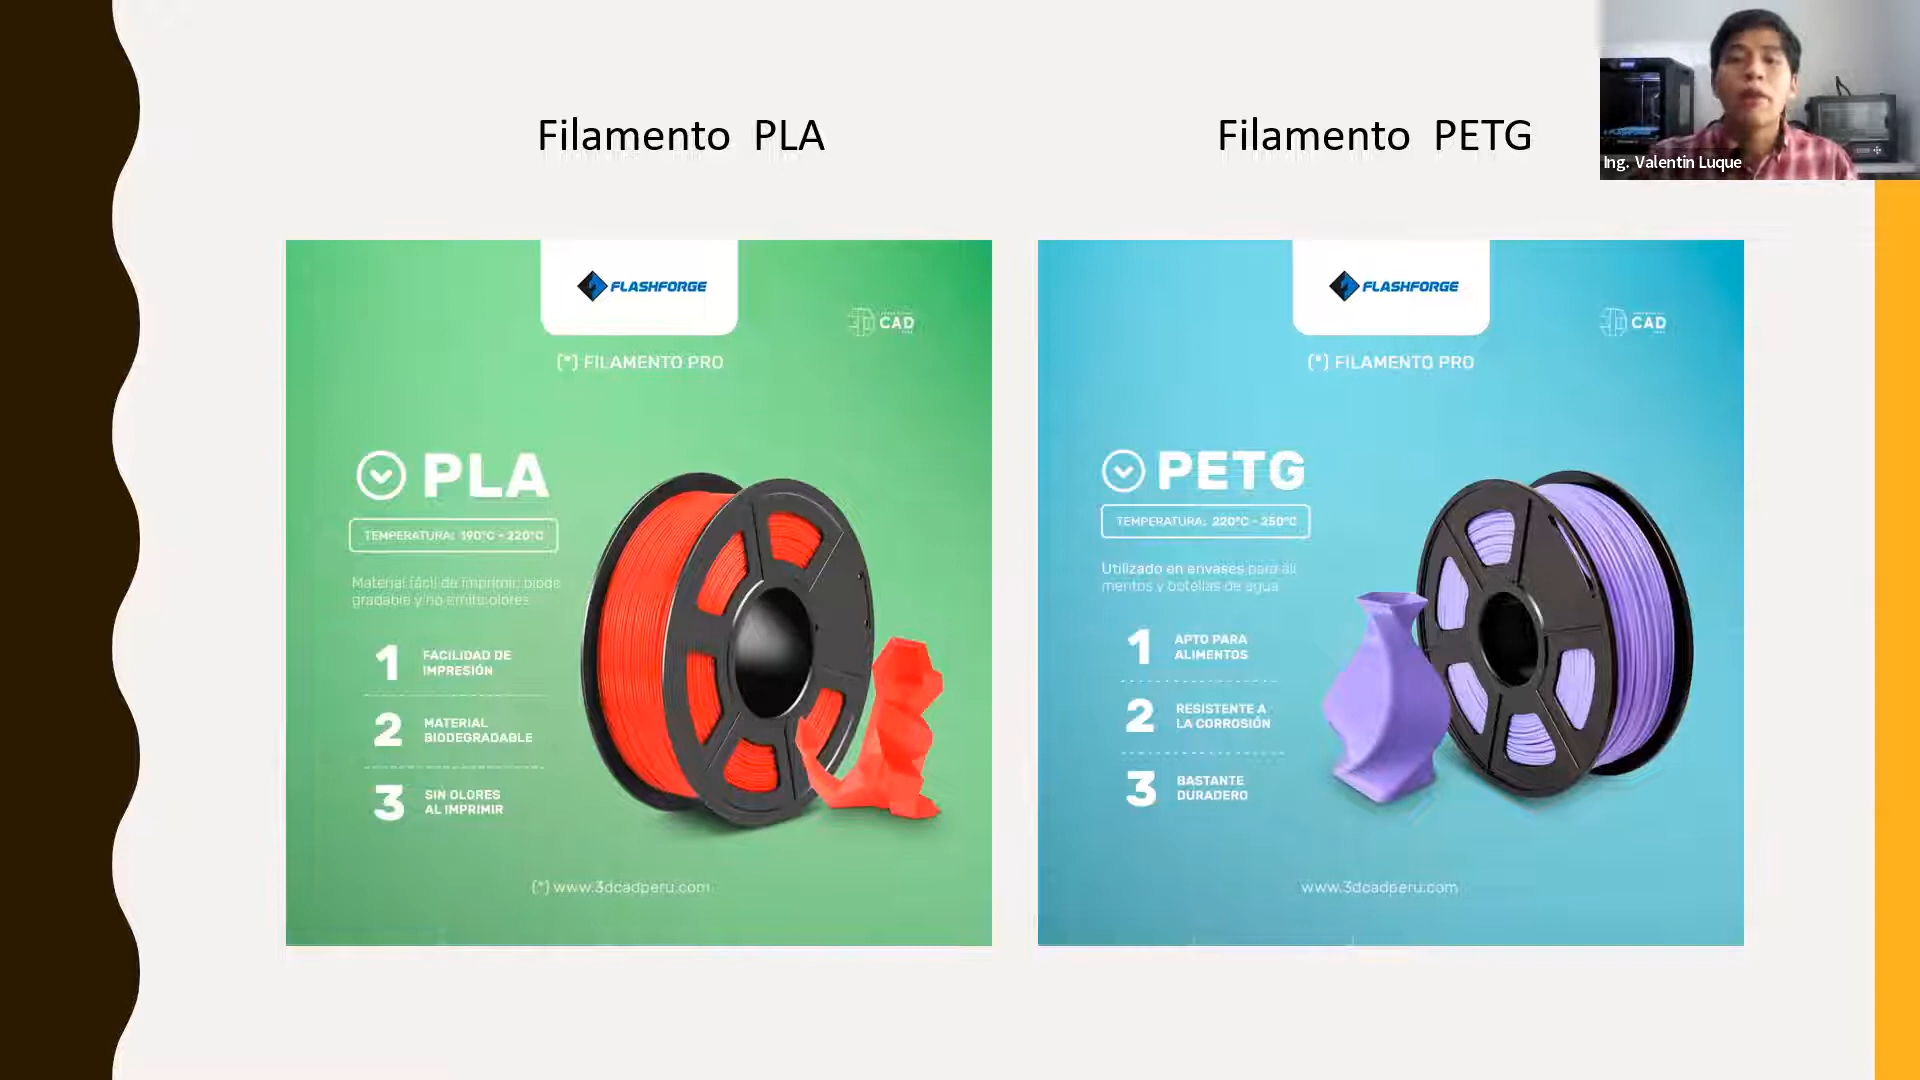 Filamento PLA
Filamento PETG
Ing. Valentin Luque
FLASHFORGE
CAD
(*) FILAMENTO PRO
PLA
TEMPERATURA: 190°C - 220°C
Material fácil de imprimir, biode
gradable y no emite olores
1 FACILIDAD DE
IMPRESIÓN
2 MATERIAL
BIODEGRADABLE
3 SIN OLORES
AL IMPRIMIR
(*) www.3dcadperu.com
FLASHFORGE
CAD
(*) FILAMENTO PRO
PETG
TEMPERATURA: 220°C - 250°C
Utilizado en envases para ali
mentos y botellas de agua
1 APTO PARA
ALIMENTOS
2 RESISTENTE A
LA CORROSIÓN
3 BASTANTE
DURADERO
www.3dcadperu.com